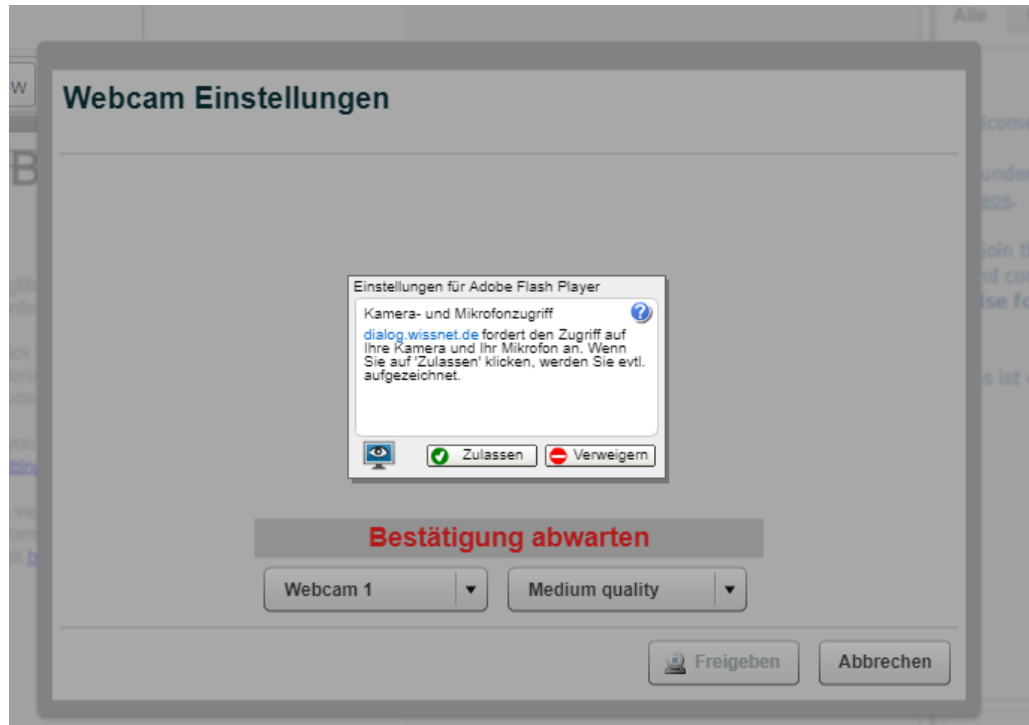 Alle
w
Webcam Einstellungen
B
Einstellungen für Adobe Flash Player
Kamera- und Mikrofonzugriff
dialog.wissnet.de fordert den Zugriff auf
Ihre Kamera und Ihr Mikrofon an. Wenn
Sie auf 'Zulassen' klicken, werden Sie evtl.
aufgezeichnet.
Zulassen
Verweigern
Bestätigung abwarten
Webcam 1
Medium quality
Freigeben
Abbrechen